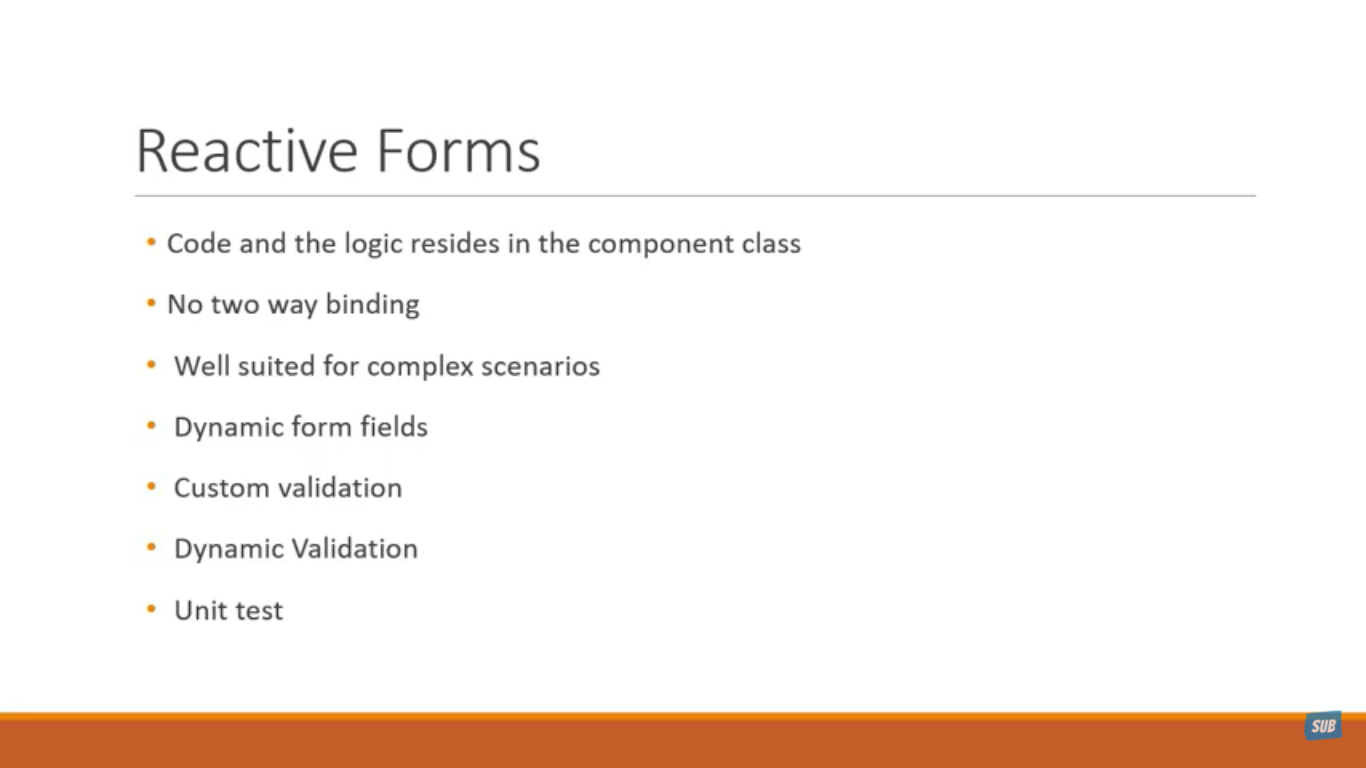 Reactive Forms
• Code and the logic resides in the component class
• No two way binding
• Well suited for complex scenarios
• Dynamic form fields
• Custom validation
• Dynamic Validation
• Unit test
SUB